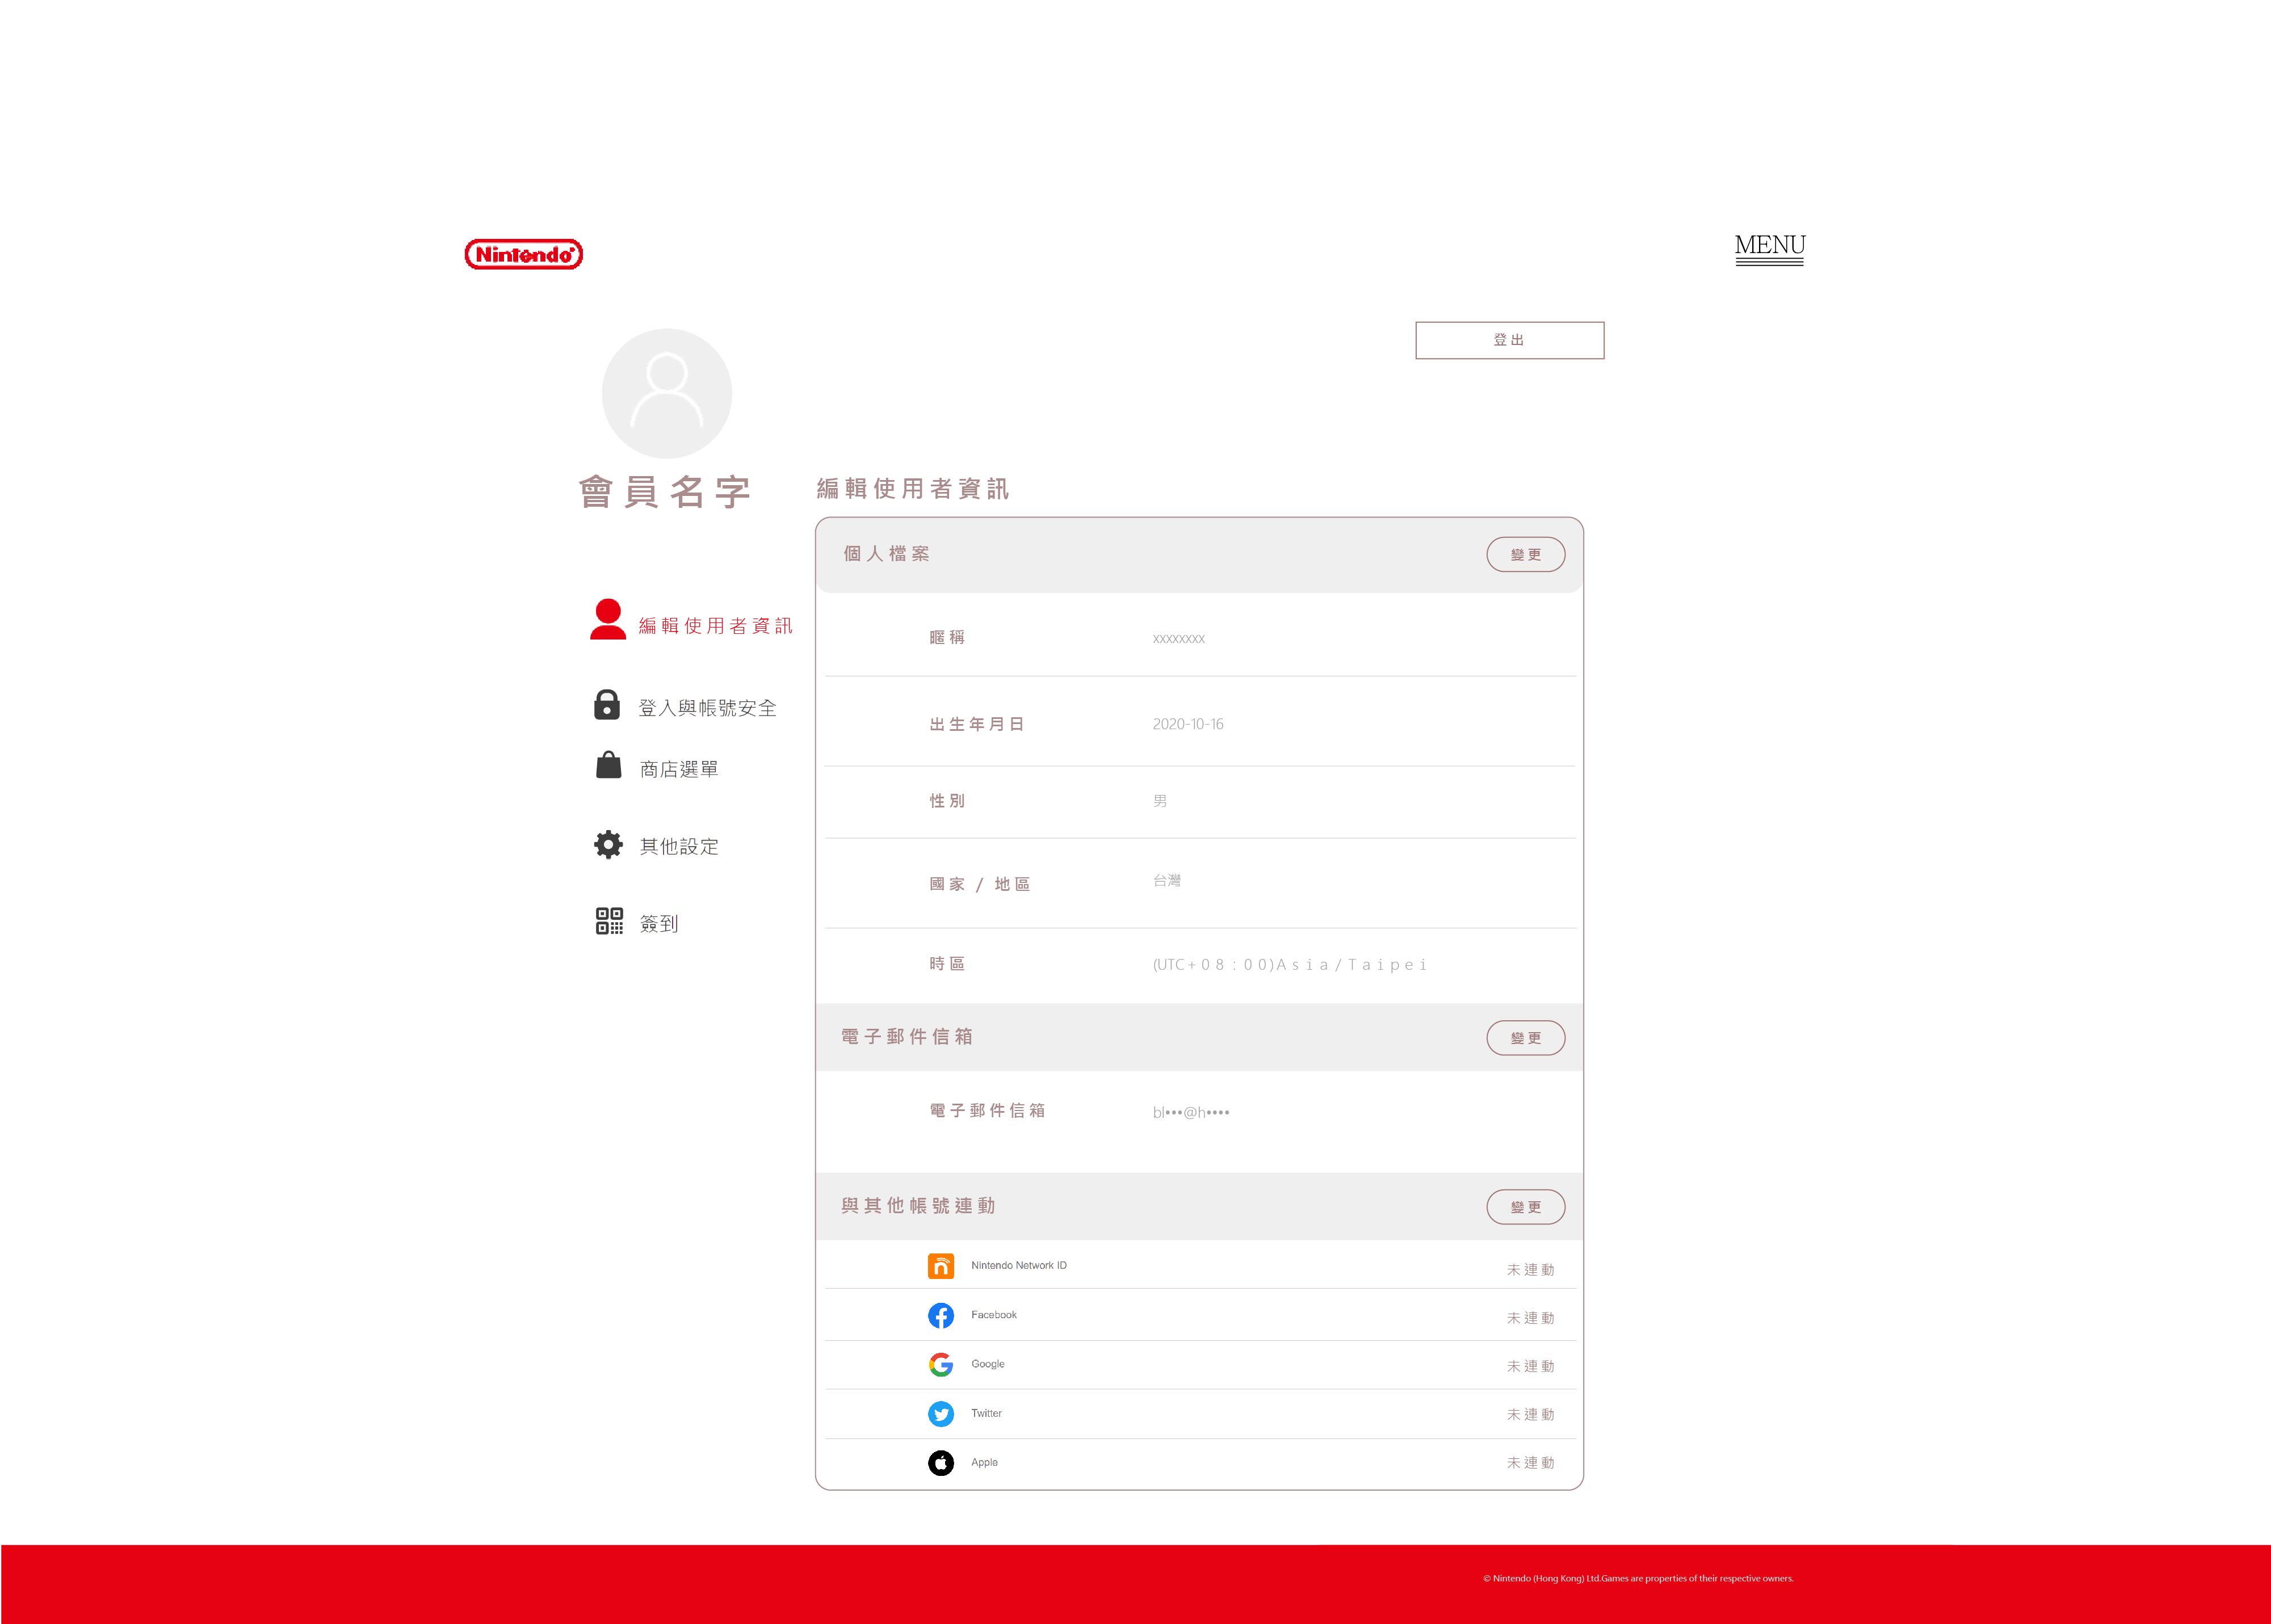 Nintendo
MENU
登出
會員名字
編輯使用者資訊
登入與帳號安全
商店選單
其他設定
簽到
編輯使用者資訊
個人檔案 變更
暱稱 xxxxxxxx
出生年月日 2020-10-16
性別 男
國家 / 地區 台灣
時區 (UTC+08:00)Asia/Taipei
電子郵件信箱 變更
電子郵件信箱 bl•••@h••••
與其他帳號連動 變更
Nintendo Network ID 未連動
Facebook 未連動
Google 未連動
Twitter 未連動
Apple 未連動
© Nintendo (Hong Kong) Ltd.Games are properties of their respective owners.